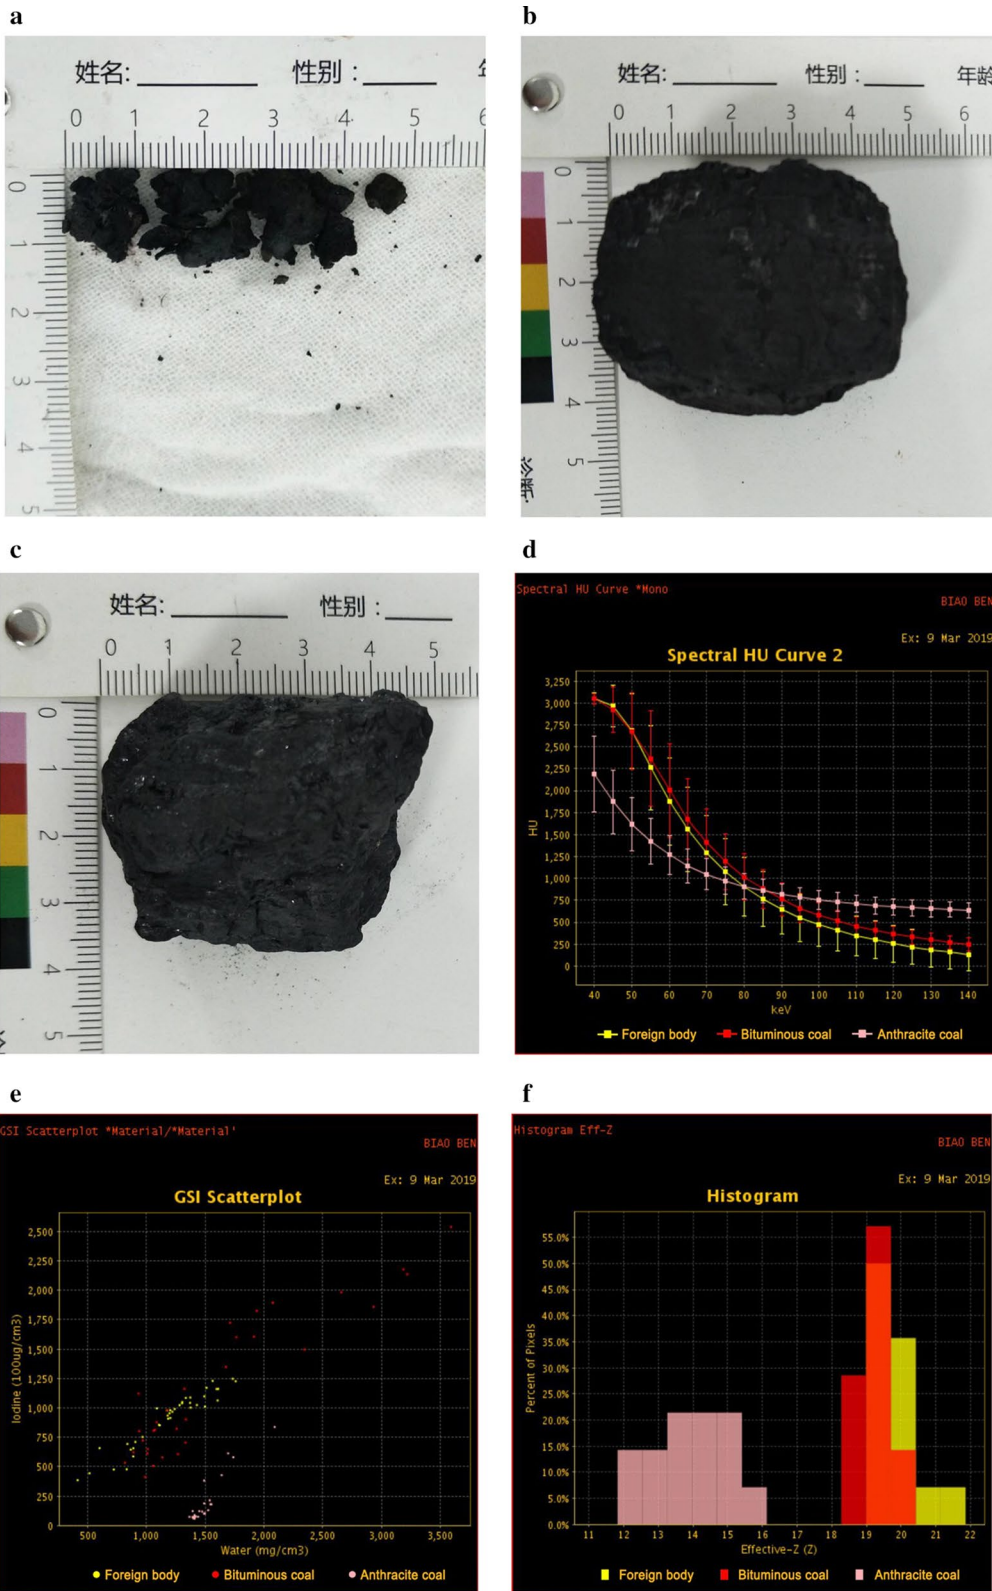 a
姓名:
性别:
0 1 2 3 4 5 6
0
1
2
3
4
5
b
姓名:
性别:
年龄
0 1 2 3 4 5 6
0
1
2
3
4
5
诊断
c
姓名:
性别:
0 1 2 3 4 5
0
1
2
3
4
5
d
Spectral HU Curve *Mono
BIAO BEN
Ex: 9 Mar 2019
Spectral HU Curve 2
3,250
3,000
2,750
2,500
2,250
2,000
1,750
1,500
1,250
1,000
750
500
250
0
HU
40 50 60 70 80 90 100 110 120 130 140
keV
Foreign body Bituminous coal Anthracite coal
e
GSI Scatterplot *Material/*Material'
BIAO BEN
Ex: 9 Mar 2019
GSI Scatterplot
2,500
2,250
2,000
1,750
1,500
1,250
1,000
750
500
250
0
Iodine (100ug/cm3)
500 1,000 1,500 2,000 2,500 3,000 3,500
Water (mg/cm3)
Foreign body Bituminous coal Anthracite coal
f
Histogram Eff-Z
BIAO BEN
Ex: 9 Mar 2019
Histogram
55.0%
50.0%
45.0%
40.0%
35.0%
30.0%
25.0%
20.0%
15.0%
10.0%
5.0%
0.0%
Percent of Pixels
11 12 13 14 15 16 17 18 19 20 21 22
Effective-Z (Z)
Foreign body Bituminous coal Anthracite coal